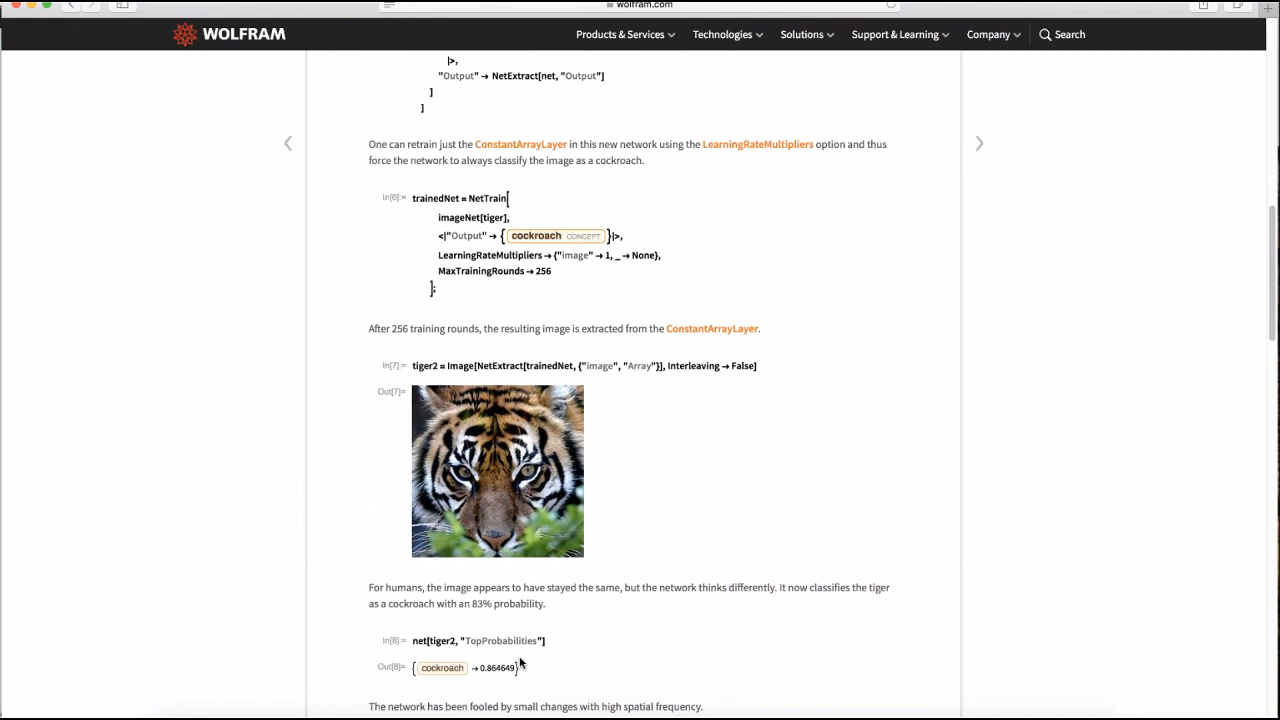 wolfram.com
WOLFRAM
Products & Services Technologies Solutions Support & Learning Company Search
|>,
"Output" → NetExtract[net, "Output"]
]
]
One can retrain just the ConstantArrayLayer in this new network using the LearningRateMultipliers option and thus
force the network to always classify the image as a cockroach.
In[6]:= trainedNet = NetTrain[
imageNet[tiger],
<|"Output" → { cockroach CONCEPT }|>,
LearningRateMultipliers → {"image" → 1, _ → None},
MaxTrainingRounds → 256
];
After 256 training rounds, the resulting image is extracted from the ConstantArrayLayer.
In[7]:= tiger2 = Image[NetExtract[trainedNet, {"image", "Array"}], Interleaving → False]
Out[7]=
For humans, the image appears to have stayed the same, but the network thinks differently. It now classifies the tiger
as a cockroach with an 83% probability.
In[8]:= net[tiger2, "TopProbabilities"]
Out[8]= { cockroach → 0.864649}
The network has been fooled by small changes with high spatial frequency.